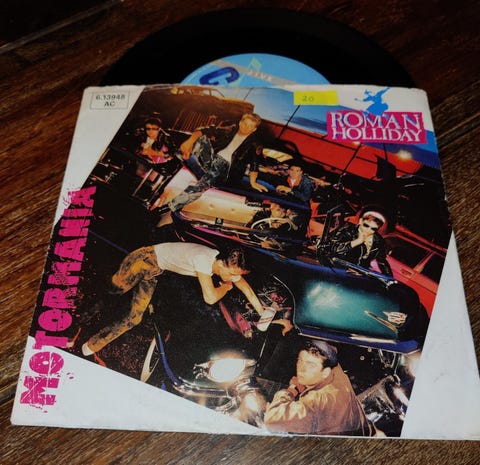 6.13948
AC
20
ROMAN
HOLLIDAY
MOTORMANIA